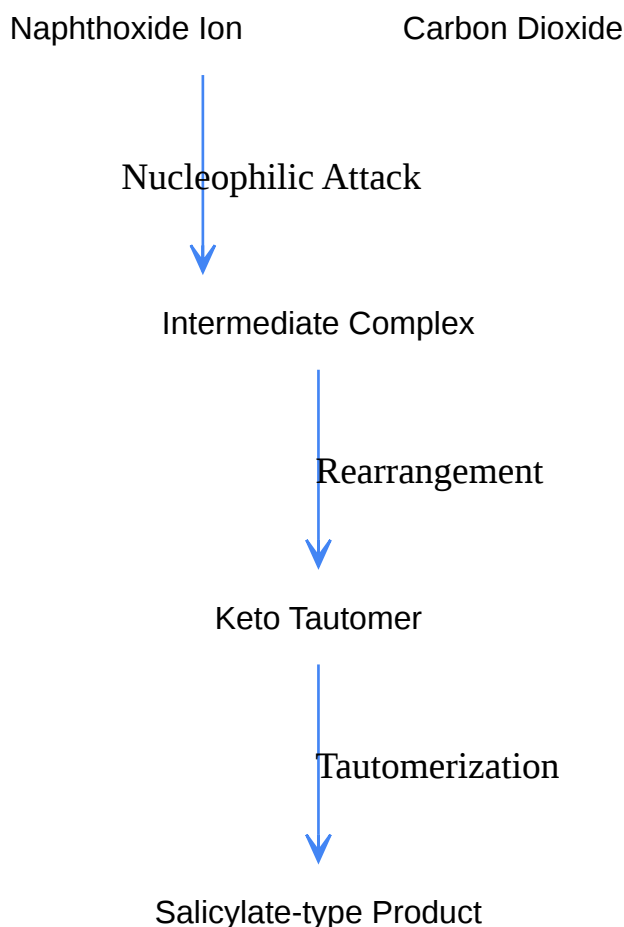 Naphthoxide Ion Carbon Dioxide
Nucleophilic Attack
Intermediate Complex
Rearrangement
Keto Tautomer
Tautomerization
Salicylate-type Product